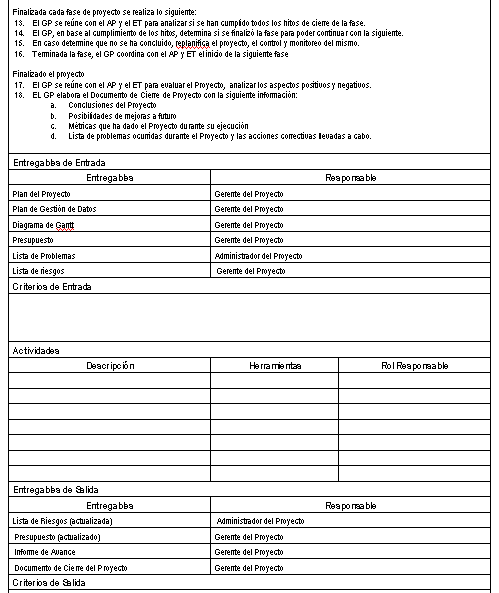 Finalizada cada fase de proyecto se realiza lo siguiente:
13. El GP se reúne con el AP y el ET para analizar si se han cumplido todos los hitos de cierre de la fase.
14. El GP, en base al cumplimiento de los hitos, determina si se finalizó la fase para poder continuar con la siguiente.
15. En caso determine que no se ha concluido, replanifica el proyecto, el control y monitoreo del mismo.
16. Terminada la fase, el GP coordina con el AP y ET el inicio de la siguiente fase
Finalizado el proyecto
17. El GP se reúne con el AP y el ET para evaluar el Proyecto, analizar los aspectos positivos y negativos.
18. EL GP elabora el Documento de Cierre de Proyecto con la siguiente información:
a. Conclusiones del Proyecto
b. Posibilidades de mejoras a futuro
c. Métricas que ha dado el Proyecto durante su ejecución
d. Lista de problemas ocurridas durante el Proyecto y las acciones correctivas llevadas a cabo.
Entregables de Entrada
Entregables Responsable
Plan del Proyecto Gerente del Proyecto
Plan de Gestión de Datos Gerente del Proyecto
Diagrama de Gantt Gerente del Proyecto
Presupuesto Gerente del Proyecto
Lista de Problemas Administrador del Proyecto
Lista de riesgos Gerente del Proyecto
Criterios de Entrada
Actividades
Descripción Herramientas Rol Responsable
Entregables de Salida
Entregables Responsable
Lista de Riesgos (actualizada) Administrador del Proyecto
Presupuesto (actualizado) Gerente del Proyecto
Informe de Avance Gerente del Proyecto
Documento de Cierre del Proyecto Gerente del Proyecto
Criterios de Salida